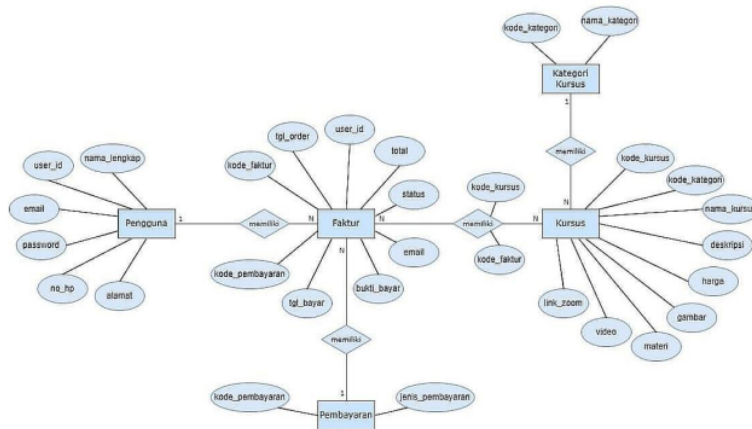 kode_kategori
nama_kategori
Kategori
Kursus
1
memiliki
N
tgl_order
user_id
total
kode_faktur
status
user_id
nama_lengkap
email
password
no_hp
alamat
Pengguna
1
memiliki
N
Faktur
N
N
email
kode_pembayaran
tgl_bayar
bukti_bayar
kode_kursus
memiliki
kode_faktur
N
Kursus
kode_kursus
kode_kategori
nama_kursus
deskripsi
harga
gambar
materi
video
link_zoom
memiliki
1
kode_pembayaran
jenis_pembayaran
Pembayaran